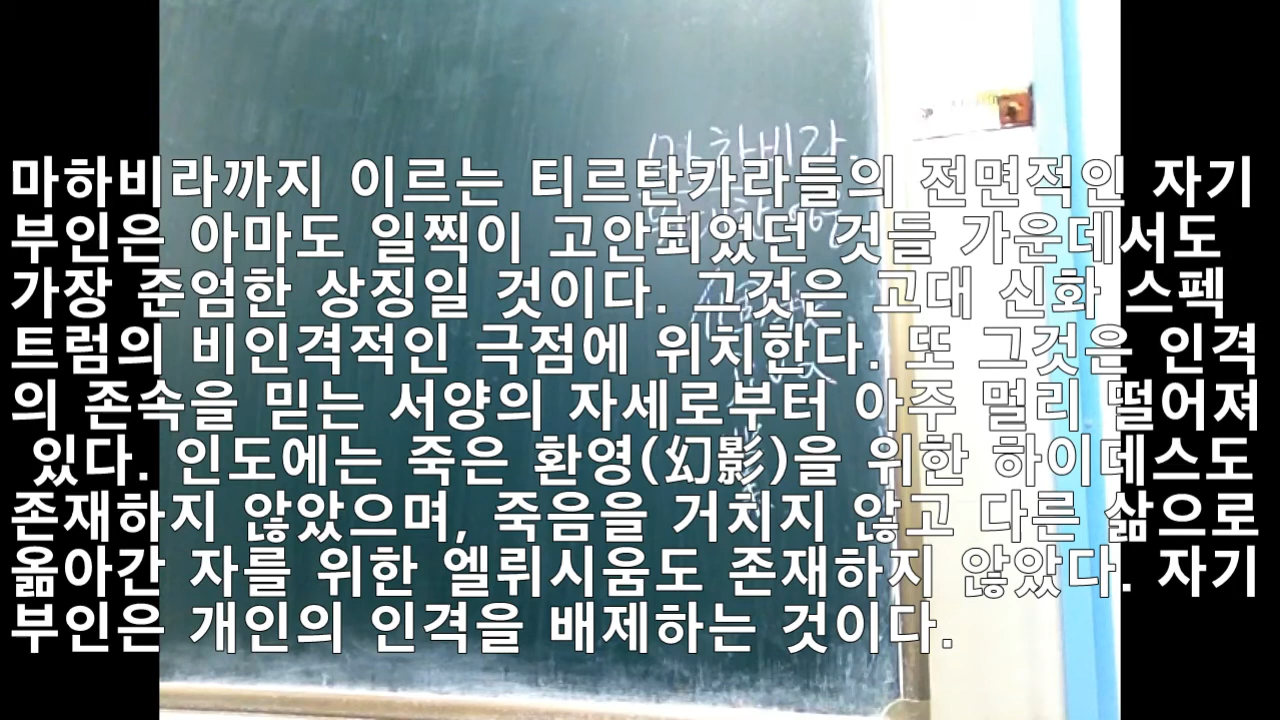 마하비라까지 이르는 티르탄카라들의 전면적인 자기
부인은 아마도 일찍이 고안되었던 것들 가운데서도
가장 준엄한 상징일 것이다. 그것은 고대 신화 스펙
트럼의 비인격적인 극점에 위치한다. 또 그것은 인격
의 존속을 믿는 서양의 자세로부터 아주 멀리 떨어져
있다. 인도에는 죽은 환영(幻影)을 위한 하이데스도
존재하지 않았으며, 죽음을 거치지 않고 다른 삶으로
옮아간 자를 위한 엘뤼시움도 존재하지 않았다. 자기
부인은 개인의 인격을 배제하는 것이다.
마하비라